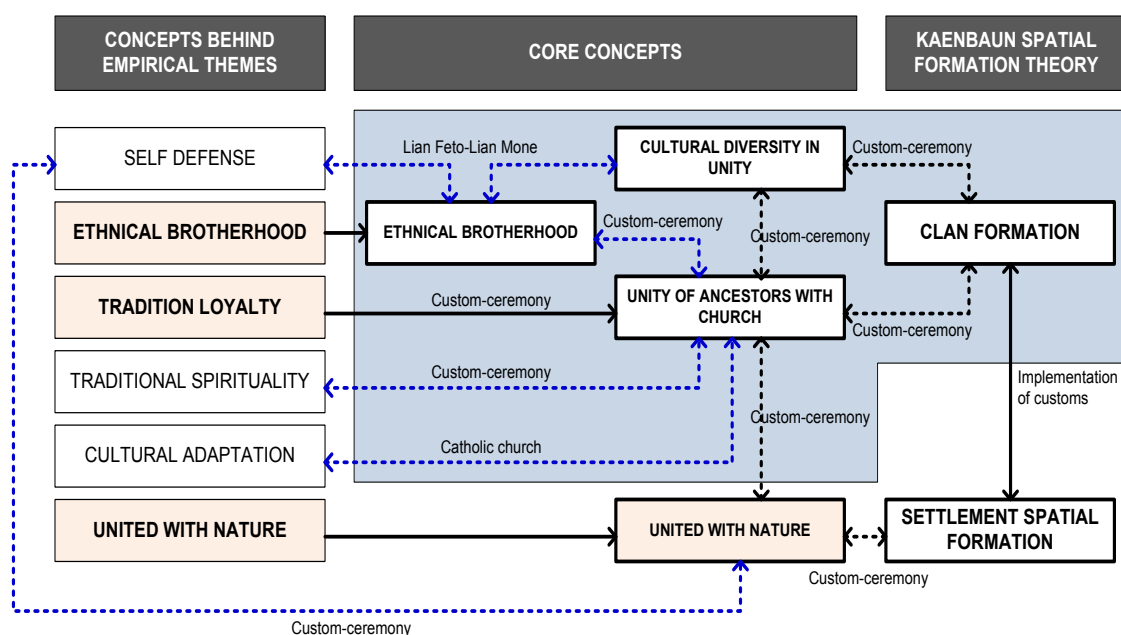 CONCEPTS BEHIND
EMPIRICAL THEMES
CORE CONCEPTS
KAENBAUN SPATIAL
FORMATION THEORY
SELF DEFENSE
Lian Feto-Lian Mone
CULTURAL DIVERSITY IN
UNITY
Custom-ceremony
ETHNICAL BROTHERHOOD
ETHNICAL BROTHERHOOD
Custom-ceremony
Custom-ceremony
CLAN FORMATION
TRADITION LOYALTY
Custom-ceremony
UNITY OF ANCESTORS WITH
CHURCH
Custom-ceremony
TRADITIONAL SPIRITUALITY
Custom-ceremony
Implementation
of customs
Custom-ceremony
CULTURAL ADAPTATION
Catholic church
UNITED WITH NATURE
UNITED WITH NATURE
SETTLEMENT SPATIAL
FORMATION
Custom-ceremony
Custom-ceremony